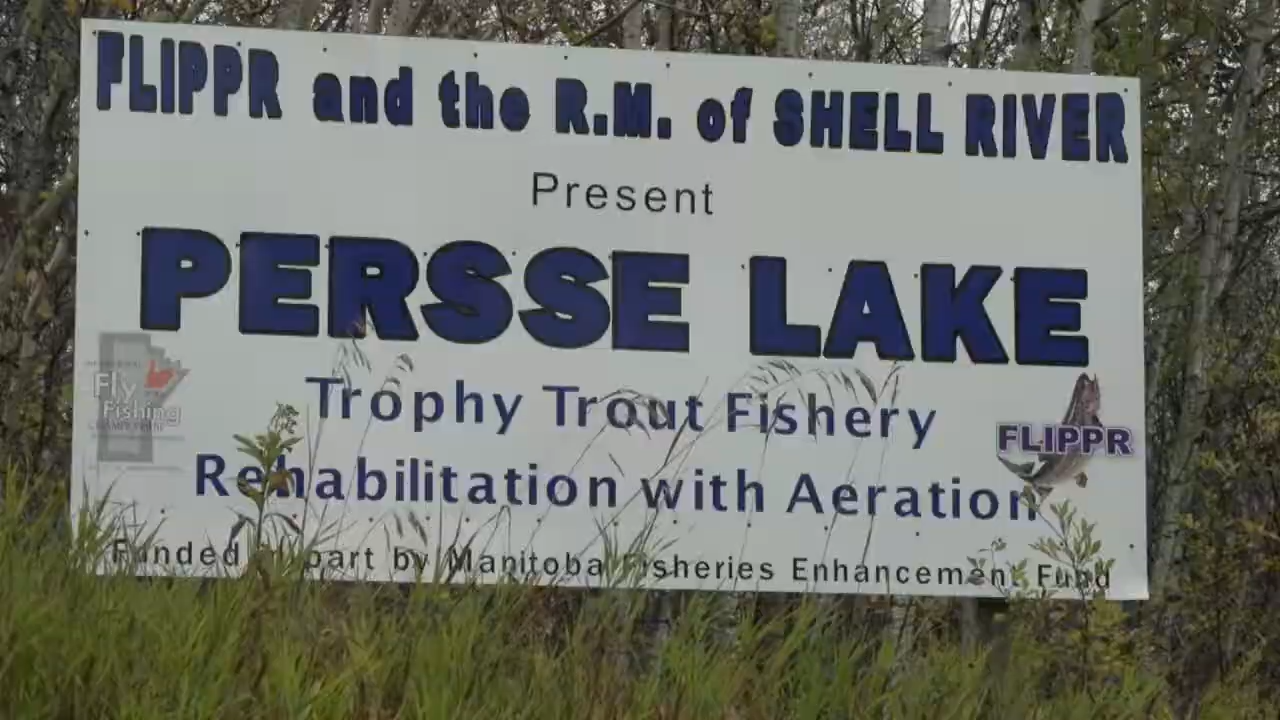 FLIPPR and the R.M. of SHELL RIVER
Present
PERSSE LAKE
Trophy Trout Fishery
Rehabilitation with Aeration
Funded in part by Manitoba Fisheries Enhancement Fund
Fly
Fishing
FLIPPR